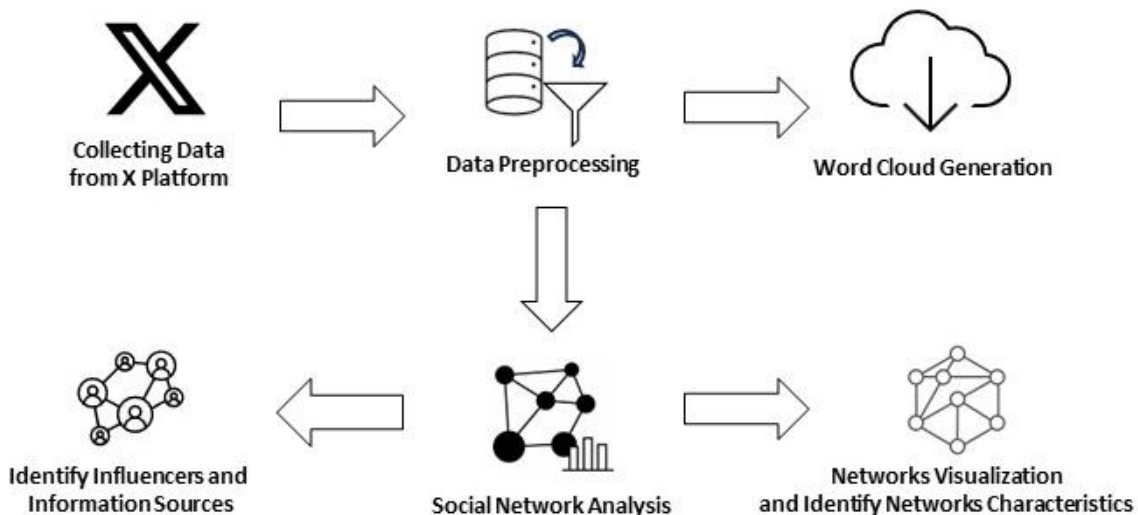 Collecting Data
from X Platform
Data Preprocessing
Word Cloud Generation
Identify Influencers and
Information Sources
Social Network Analysis
Networks Visualization
and Identify Networks Characteristics